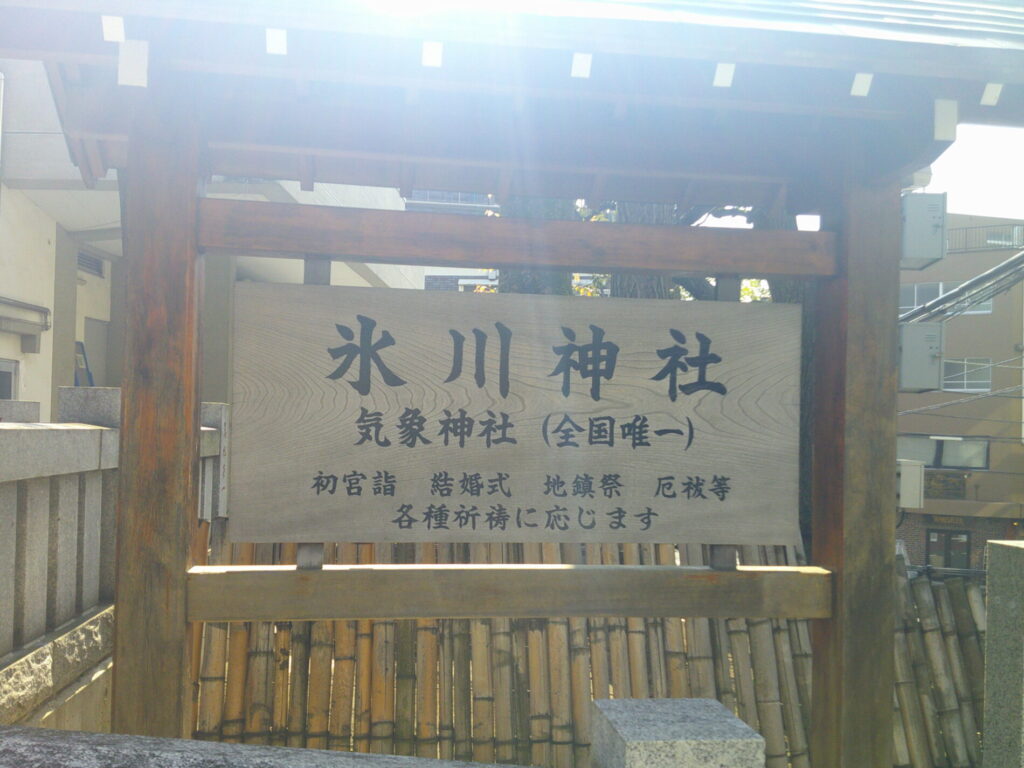 氷川神社
気象神社 (全国唯一)
初宮詣 結婚式 地鎮祭 厄祓等
各種祈祷に応じます